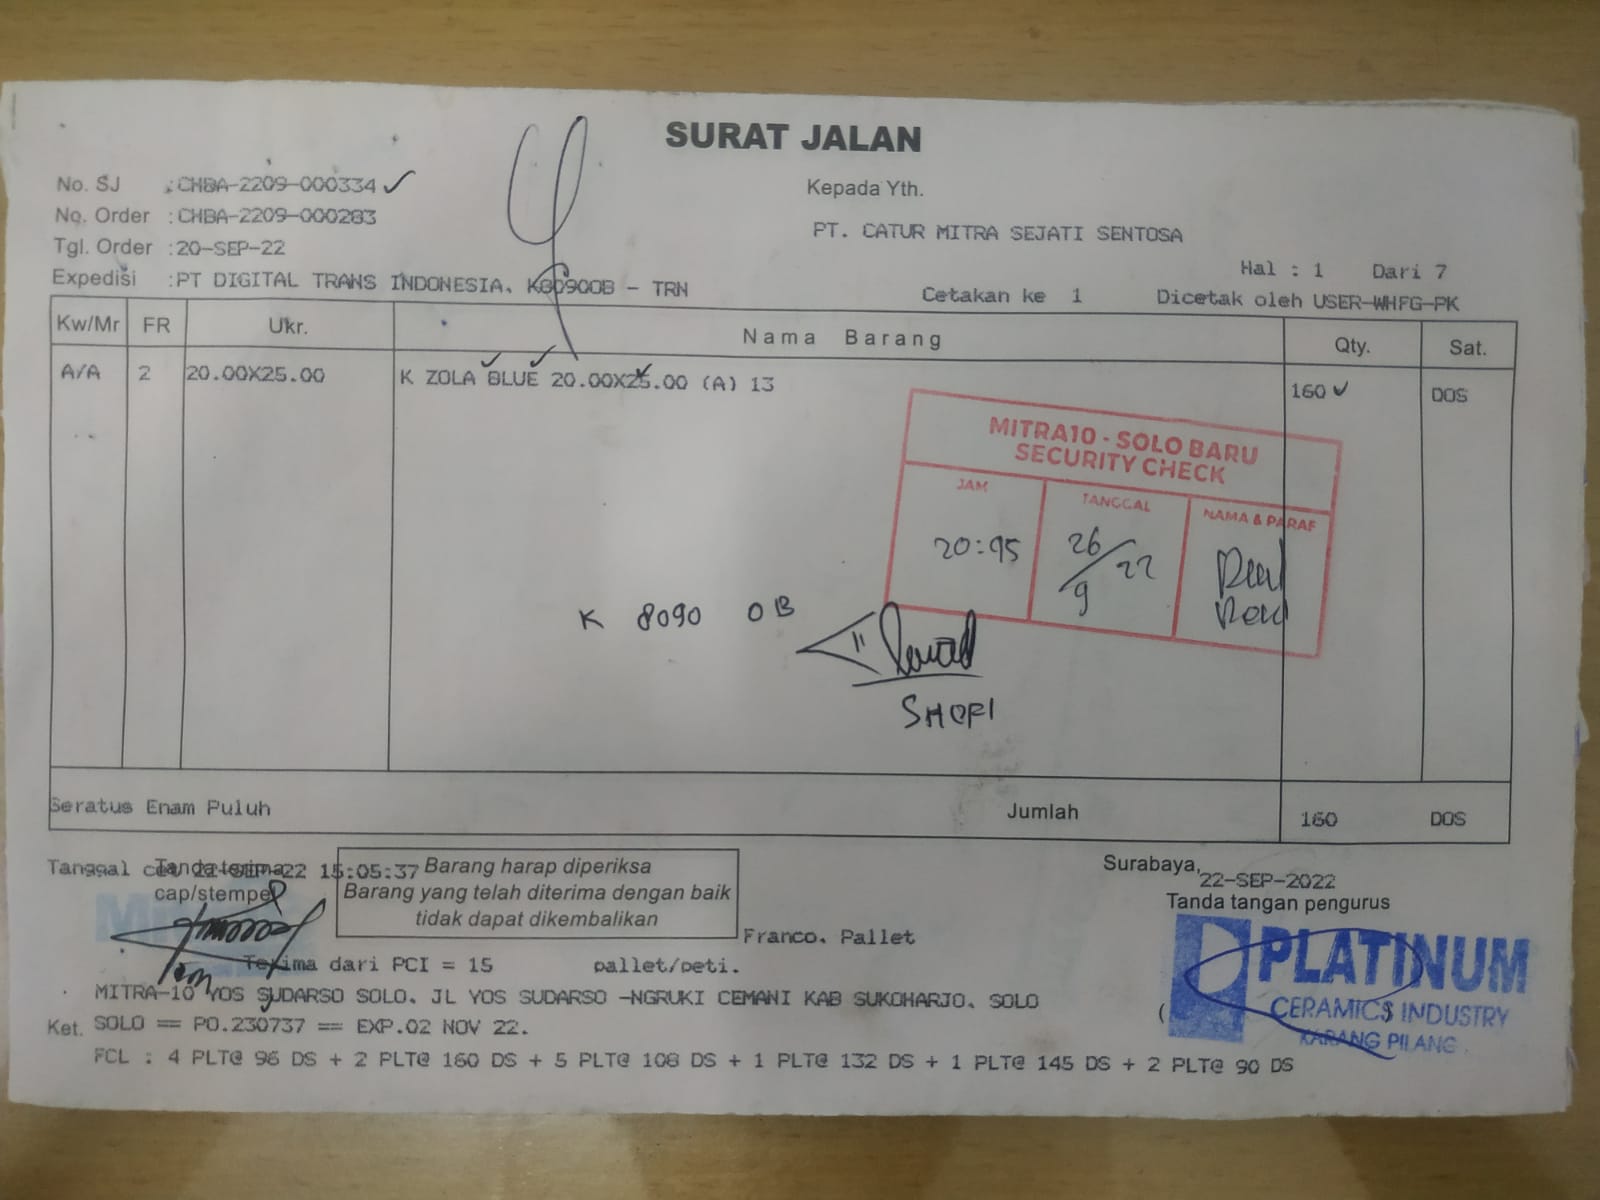 SURAT JALAN
No. SJ : CHBA-2209-000334
No. Order : CHBA-2209-000283
Tgl. Order : 20-SEP-22
Expedisi : PT DIGITAL TRANS INDONESIA. K8090OB - TRN
Kepada Yth.
PT. CATUR MITRA SEJATI SENTOSA
Hal : 1 Dari 7
Cetakan ke 1 Dicetak oleh USER-WHFG-PK
Kw/Mr FR Ukr. Nama Barang Qty. Sat.
A/A 2 20.00X25.00 K ZOLA BLUE 20.00X25.00 (A) 13 160 DOS
MITRA10 - SOLO BARU
SECURITY CHECK
JAM TANGGAL NAMA & PARAF
20:45 26/9 22
K 8090 OB
SHOFI
Seratus Enam Puluh Jumlah 160 DOS
Tanggal 22-SEP-22 15:05:37
Tanda terima
cap/stempel
Barang harap diperiksa
Barang yang telah diterima dengan baik
tidak dapat dikembalikan
Surabaya, 22-SEP-2022
Tanda tangan pengurus
Franco. Pallet
Terima dari PCI = 15 pallet/peti.
MITRA-10 YOS SUDARSO SOLO. JL YOS SUDARSO -NGRUKI CEMANI KAB SUKOHARJO. SOLO
Ket. SOLO == PO.230737 == EXP.02 NOV 22.
FCL : 4 PLT@ 96 DS + 2 PLT@ 160 DS + 5 PLT@ 108 DS + 1 PLT@ 132 DS + 1 PLT@ 145 DS + 2 PLT@ 90 DS
PLATINUM
CERAMICS INDUSTRY
KARANG PILANG